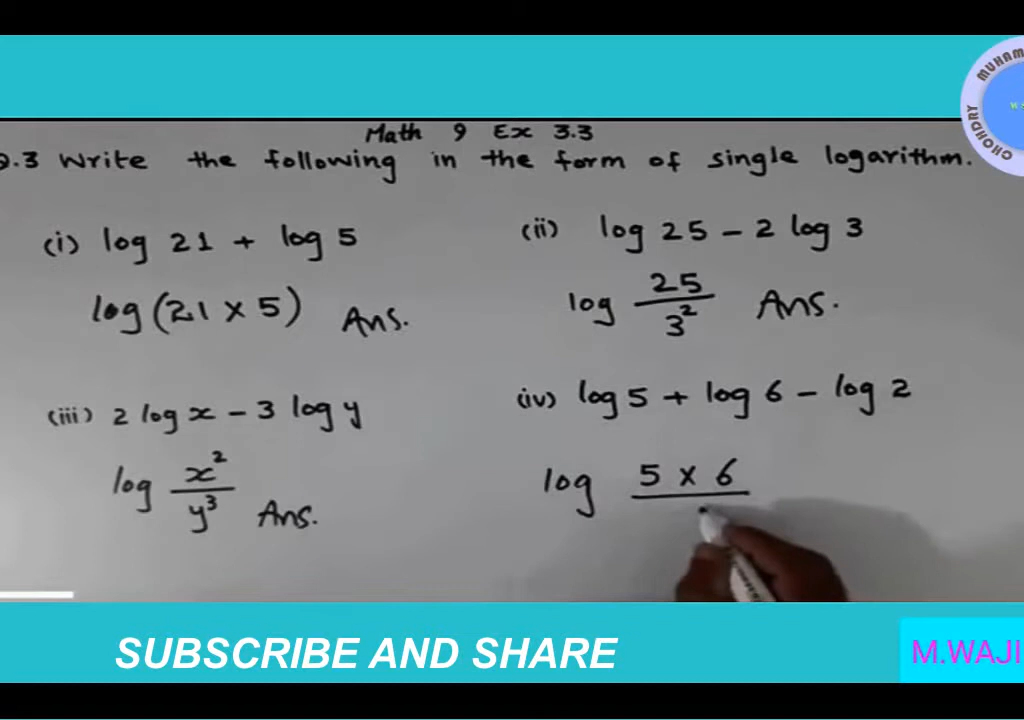 Math 9 Ex 3.3
Q.3 Write the following in the form of single logarithm.
(i) log 21 + log 5
log (21 × 5) Ans.
(ii) log 25 - 2 log 3
log 25 / 3² Ans.
(iii) 2 log x - 3 log y
log x² / y³ Ans.
(iv) log 5 + log 6 - log 2
log 5 × 6
SUBSCRIBE AND SHARE
M.WAJI
MUHAM
CHOHDRY